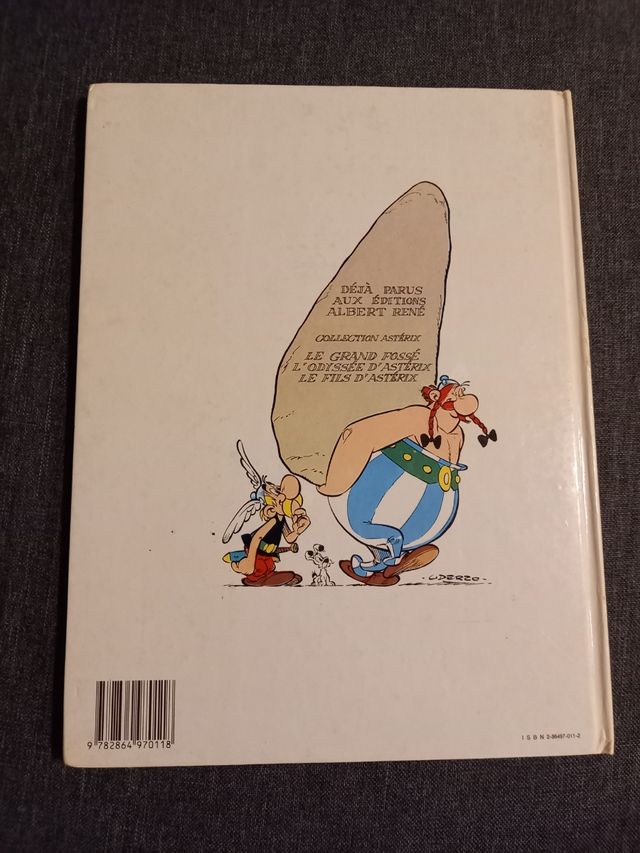 DÉJÀ PARUS
AUX ÉDITIONS
ALBERT RENÉ
COLLECTION ASTÉRIX
LE GRAND FOSSÉ
L'ODYSSÉE D'ASTÉRIX
LE FILS D'ASTÉRIX
·UDERZO·
ISBN 2-86497-011-2
9 782864 970118